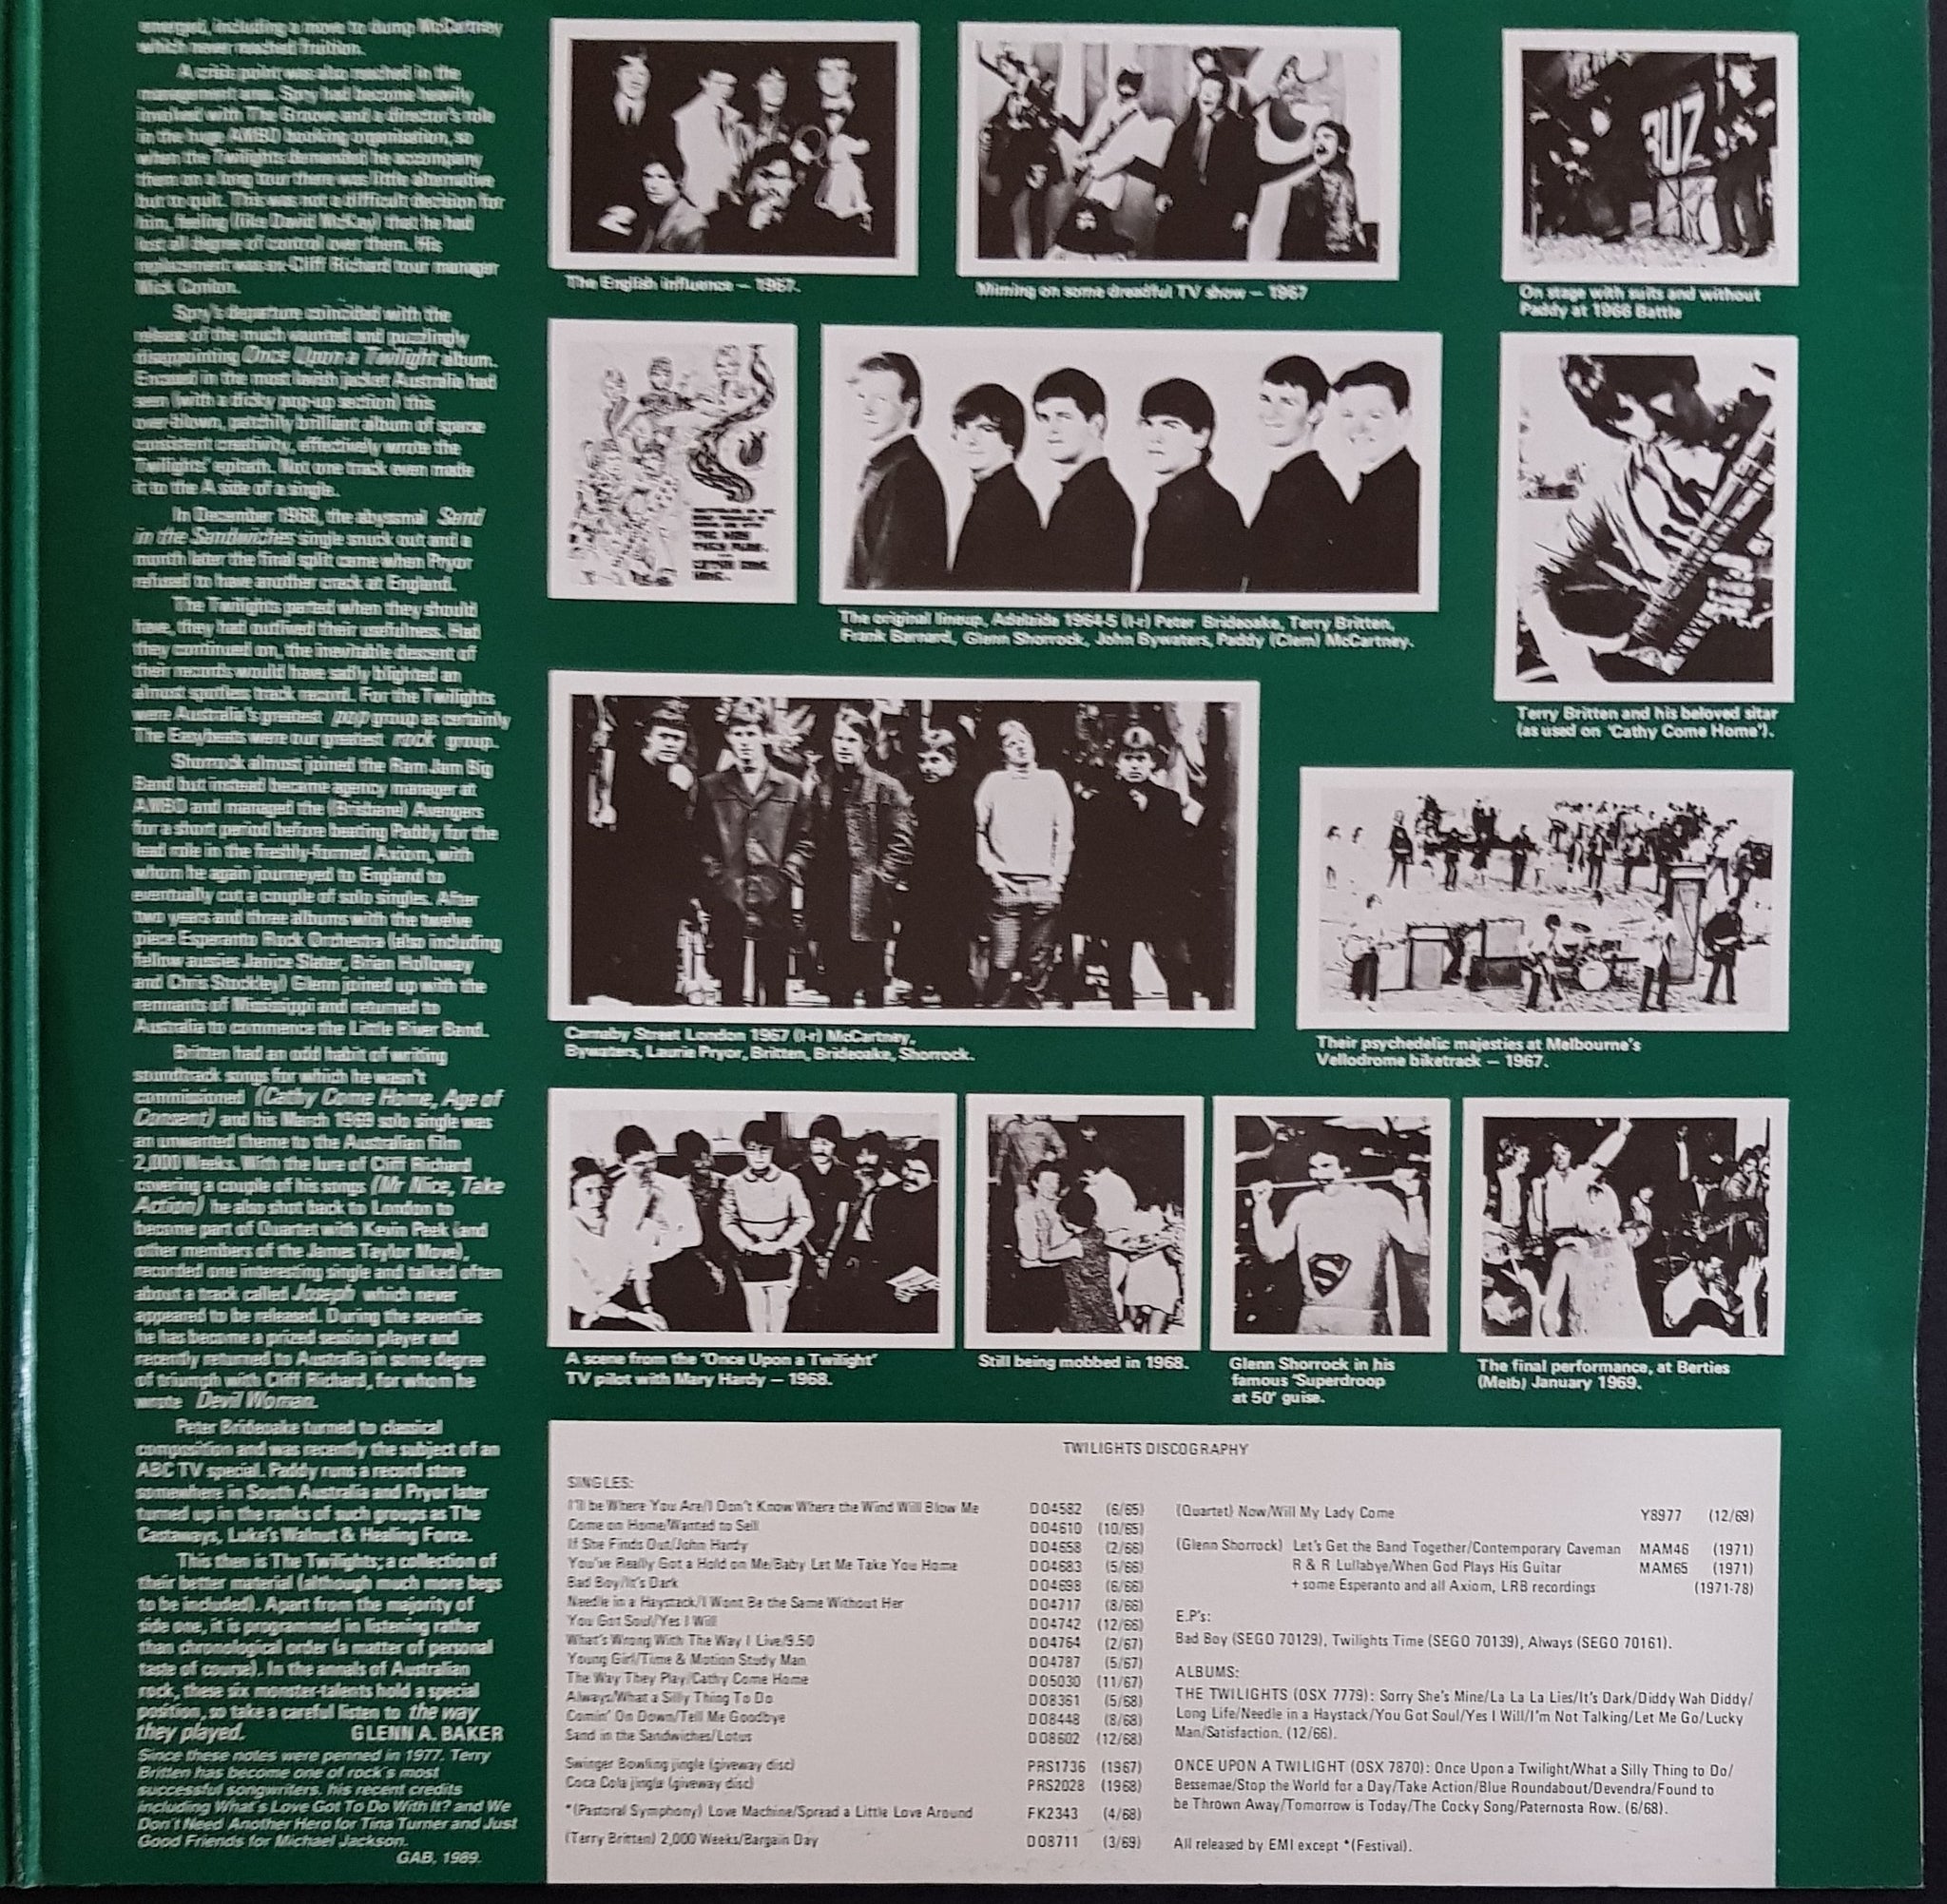 emerged, including a move to dump McCartney
which never reached fruition.
A crisis point was also reached in the
management area. Spry had become heavily
involved with The Groove and a director's role
in the huge AMBO booking organisation, so
when the Twilights demanded he accompany
them on a long tour there was little alternative
but to quit. This was not a difficult decision for
him, feeling (like David McKay) that he had
lost all degree of control over them. His
replacement was ex-Cliff Richard tour manager
Mick Conlon.
Spry's departure coincided with the
release of the much vaunted and puzzlingly
disappointing Once Upon a Twilight album.
Encased in the most lavish jacket Australia had
seen (with a dicky pop-up section) this
over-blown, patchily brilliant album of sparse
consistent creativity, effectively wrote the
Twilights' epitath. Not one track even made
it to the A side of a single.
In December 1968, the abysmal Sand
in the Sandwiches single snuck out and a
month later the final split came when Pryor
refused to have another crack at England.
The Twilights parted when they should
have, they had outlived their usefulness. Had
they continued on, the inevitable descent of
their records would have sadly blighted an
almost spotless track record. For the Twilights
were Australia's greatest pop group as certainly
The Easybeats were our greatest rock group.
Shorrock almost joined the Ram Jam Big
Band but instead became agency manager at
AMBO and managed the (Brisbane) Avengers
for a short period before beating Paddy for the
lead role in the freshly-formed Axiom, with
whom he again journeyed to England to
eventually cut a couple of solo singles. After
two years and three albums with the twelve
piece Esperanto Rock Orchestra (also including
fellow aussies Janice Slater, Brian Holloway
and Chris Stockley) Glenn joined up with the
remnants of Mississippi and returned to
Australia to commence the Little River Band.
Britten had an odd habit of writing
soundtrack songs for which he wasn't
commisioned (Cathy Come Home, Age of
Consent) and his March 1969 solo single was
an unwanted theme to the Australian film
2,000 Weeks. With the lure of Cliff Richard
covering a couple of his songs (Mr Nice, Take
Action) he also shot back to London to
become part of Quartet with Kevin Peek (and
other members of the James Taylor Move),
recorded one interesting single and talked often
about a track called Joseph which never
appeared to be released. During the seventies
he has become a prized session player and
recently returned to Australia in some degree
of triumph with Cliff Richard, for whom he
wrote Devil Woman.
Peter Brideoake turned to classical
composition and was recently the subject of an
ABC TV special. Paddy runs a record store
somewhere in South Australia and Pryor later
turned up in the ranks of such groups as The
Castaways, Luke's Walnut & Healing Force.
This then is The Twilights; a collection of
their better material (although much more begs
to be included). Apart from the majority of
side one, it is programmed in listening rather
than chronological order (a matter of personal
taste of course). In the annals of Australian
rock, these six monster-talents hold a special
position, so take a careful listen to the way
they played. GLENN A. BAKER
Since these notes were penned in 1977. Terry
Britten has become one of rock's most
successful songwriters. his recent credits
including What's Love Got To Do With It? and We
Don't Need Another Hero for Tina Turner and Just
Good Friends for Michael Jackson.
GAB, 1989.
The English influence – 1967.
Miming on some dreadful TV show – 1967
BUZ
On stage with suits and without
Paddy at 1966 Battle
THE WAY
THEY PLAY.
CATHY COME
HOME.
The original lineup, Adelaide 1964-5 (l-r) Peter Brideoake, Terry Britten,
Frank Barnard, Glenn Shorrock, John Bywaters, Paddy (Clem) McCartney.
Terry Britten and his beloved sitar
(as used on 'Cathy Come Home').
Carnaby Street London 1967 (l-r) McCartney,
Bywaters, Laurie Pryor, Britten, Brideoake, Shorrock.
Their psychedelic majesties at Melbourne's
Vellodrome biketrack – 1967.
A scene from the 'Once Upon a Twilight'
TV pilot with Mary Hardy – 1968.
Still being mobbed in 1968.
S
Glenn Shorrock in his
famous 'Superdroop
at 50' guise.
The final performance, at Berties
(Melb) January 1969.
TWILIGHTS DISCOGRAPHY
SINGLES:
I'll be Where You Are/I Don't Know Where the Wind Will Blow Me DO4582 (6/65)
Come on Home/Wanted to Sell DO4610 (10/65)
If She Finds Out/John Hardy DO4658 (2/66)
You've Really Got a Hold on Me/Baby Let Me Take You Home DO4683 (5/66)
Bad Boy/It's Dark DO4698 (6/66)
Needle in a Haystack/I Wont Be the Same Without Her DO4717 (8/66)
You Got Soul/Yes I Will DO4742 (12/66)
What's Wrong With The Way I Live/9.50 DO4764 (2/67)
Young Girl/Time & Motion Study Man DO4787 (5/67)
The Way They Play/Cathy Come Home DO5030 (11/67)
Always/What a Silly Thing To Do DO8361 (5/68)
Comin' On Down/Tell Me Goodbye DO8448 (8/68)
Sand in the Sandwiches/Lotus DO8602 (12/68)
Swinger Bowling jingle (giveway disc) PRS1736 (1967)
Coca Cola jingle (giveway disc) PRS2028 (1968)
*(Pastoral Symphony) Love Machine/Spread a Little Love Around FK2343 (4/68)
(Terry Britten) 2,000 Weeks/Bargain Day DO8711 (3/69)
(Quartet) Now/Will My Lady Come Y8977 (12/69)
(Glenn Shorrock) Let's Get the Band Together/Contemporary Caveman MAM46 (1971)
R & R Lullabye/When God Plays His Guitar MAM65 (1971)
+ some Esperanto and all Axiom, LRB recordings (1971-78)
E.P's:
Bad Boy (SEGO 70129), Twilights Time (SEGO 70139), Always (SEGO 70161).
ALBUMS:
THE TWILIGHTS (OSX 7779): Sorry She's Mine/La La La Lies/It's Dark/Diddy Wah Diddy/
Long Life/Needle in a Haystack/You Got Soul/Yes I Will/I'm Not Talking/Let Me Go/Lucky
Man/Satisfaction. (12/66).
ONCE UPON A TWILIGHT (OSX 7870): Once Upon a Twilight/What a Silly Thing to Do/
Bessemae/Stop the World for a Day/Take Action/Blue Roundabout/Devendra/Found to
be Thrown Away/Tomorrow is Today/The Cocky Song/Paternosta Row. (6/68).
All released by EMI except *(Festival).